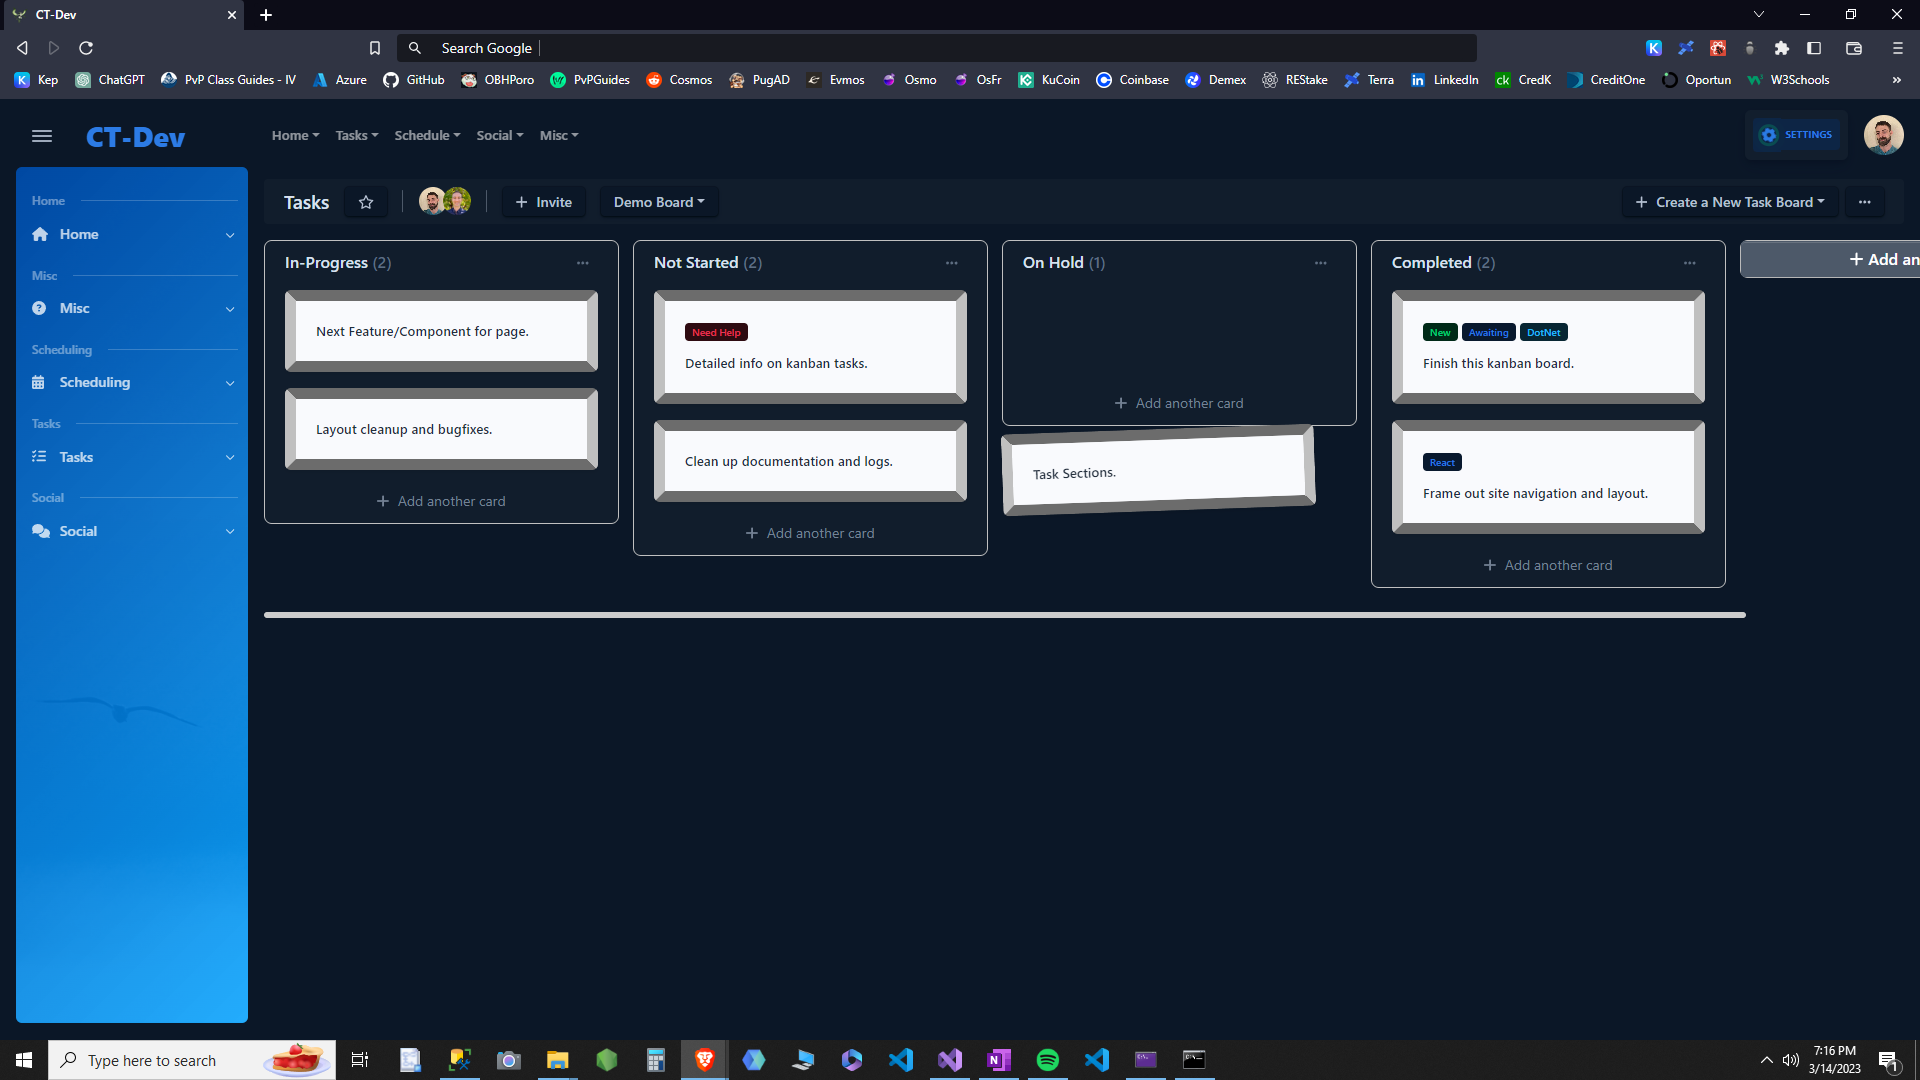 CT-Dev
Search Google
Kep ChatGPT PvP Class Guides - IV Azure GitHub OBHPoro PvPGuides Cosmos PugAD Evmos Osmo OsFr KuCoin Coinbase Demex REStake Terra LinkedIn CredK CreditOne Oportun W3Schools
CT-Dev Home Tasks Schedule Social Misc SETTINGS
Home
Home
Misc
Misc
Scheduling
Scheduling
Tasks
Tasks
Social
Social
Tasks Invite Demo Board + Create a New Task Board
In-Progress (2)
Next Feature/Component for page.
Layout cleanup and bugfixes.
+ Add another card
Not Started (2)
Need Help
Detailed info on kanban tasks.
Clean up documentation and logs.
+ Add another card
On Hold (1)
+ Add another card
Task Sections.
Completed (2)
New Awaiting DotNet
Finish this kanban board.
React
Frame out site navigation and layout.
+ Add another card
+ Add an
Type here to search
7:16 PM
3/14/2023
1